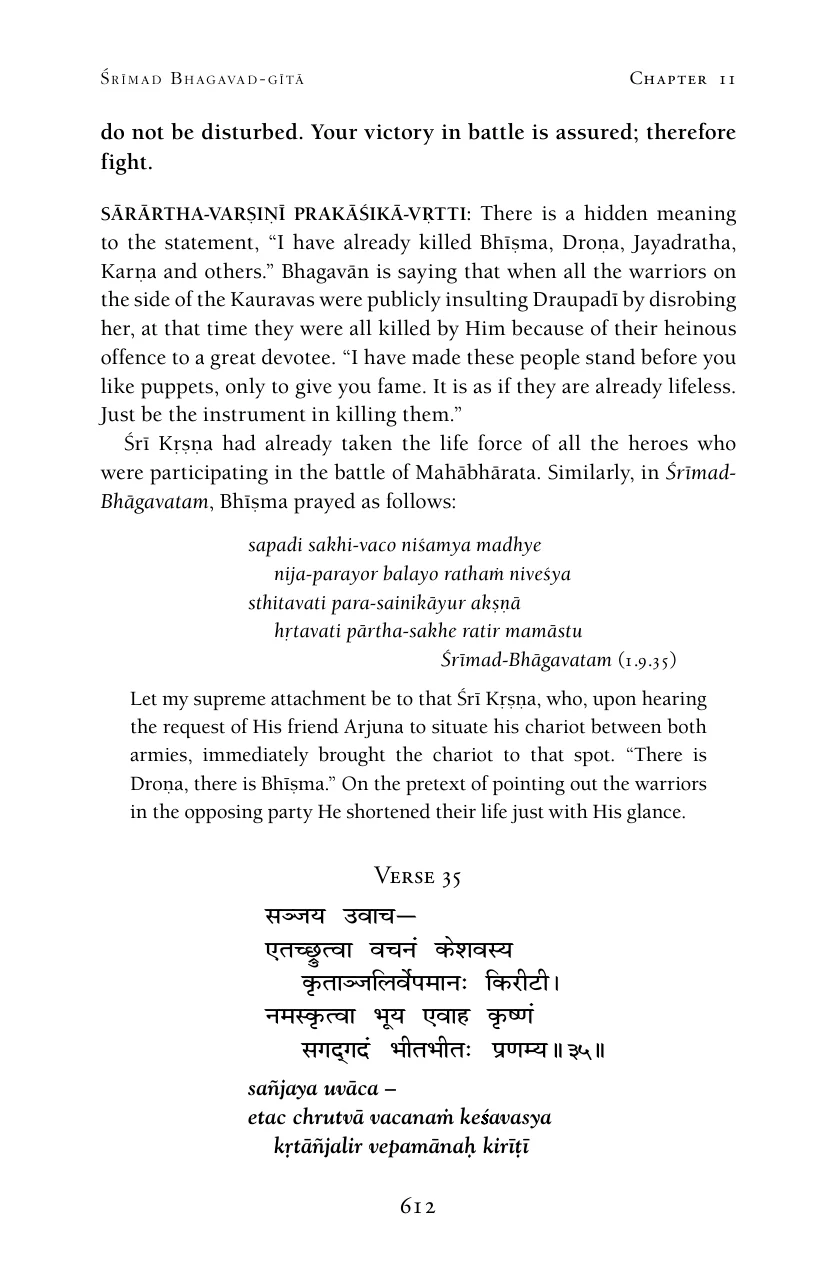 Śrīmad Bhagavad-gītā Chapter 11
do not be disturbed. Your victory in battle is assured; therefore
fight.
SĀRĀRTHA-VARṢIṆĪ PRAKĀŚIKĀ-VṚTTI: There is a hidden meaning
to the statement, “I have already killed Bhīṣma, Droṇa, Jayadratha,
Karṇa and others.” Bhagavān is saying that when all the warriors on
the side of the Kauravas were publicly insulting Draupadī by disrobing
her, at that time they were all killed by Him because of their heinous
offence to a great devotee. “I have made these people stand before you
like puppets, only to give you fame. It is as if they are already lifeless.
Just be the instrument in killing them.”
Śrī Kṛṣṇa had already taken the life force of all the heroes who
were participating in the battle of Mahābhārata. Similarly, in Śrīmad-
Bhāgavatam, Bhīṣma prayed as follows:
sapadi sakhi-vaco niśamya madhye
nija-parayor balayo rathaṁ niveśya
sthitavati para-sainikāyur akṣṇā
hṛtavati pārtha-sakhe ratir mamāstu
Śrīmad-Bhāgavatam (1.9.35)
Let my supreme attachment be to that Śrī Kṛṣṇa, who, upon hearing
the request of His friend Arjuna to situate his chariot between both
armies, immediately brought the chariot to that spot. “There is
Droṇa, there is Bhīṣma.” On the pretext of pointing out the warriors
in the opposing party He shortened their life just with His glance.
Verse 35
सञ्जय उवाच—
एतच्छ्रुत्वा वचनं केशवस्य
कृताञ्जलिर्वेपमानः किरीटी।
नमस्कृत्वा भूय एवाह कृष्णं
सगद्‌गदं भीतभीतः प्रणम्य॥३५॥
sañjaya uvāca –
etac chrutvā vacanaṁ keśavasya
kṛtāñjalir vepamānaḥ kirīṭī
612